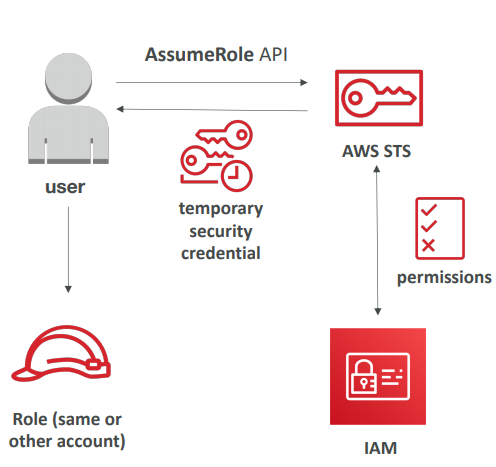 AssumeRole API
AWS STS
user
temporary
security
credential
permissions
Role (same or
other account)
IAM